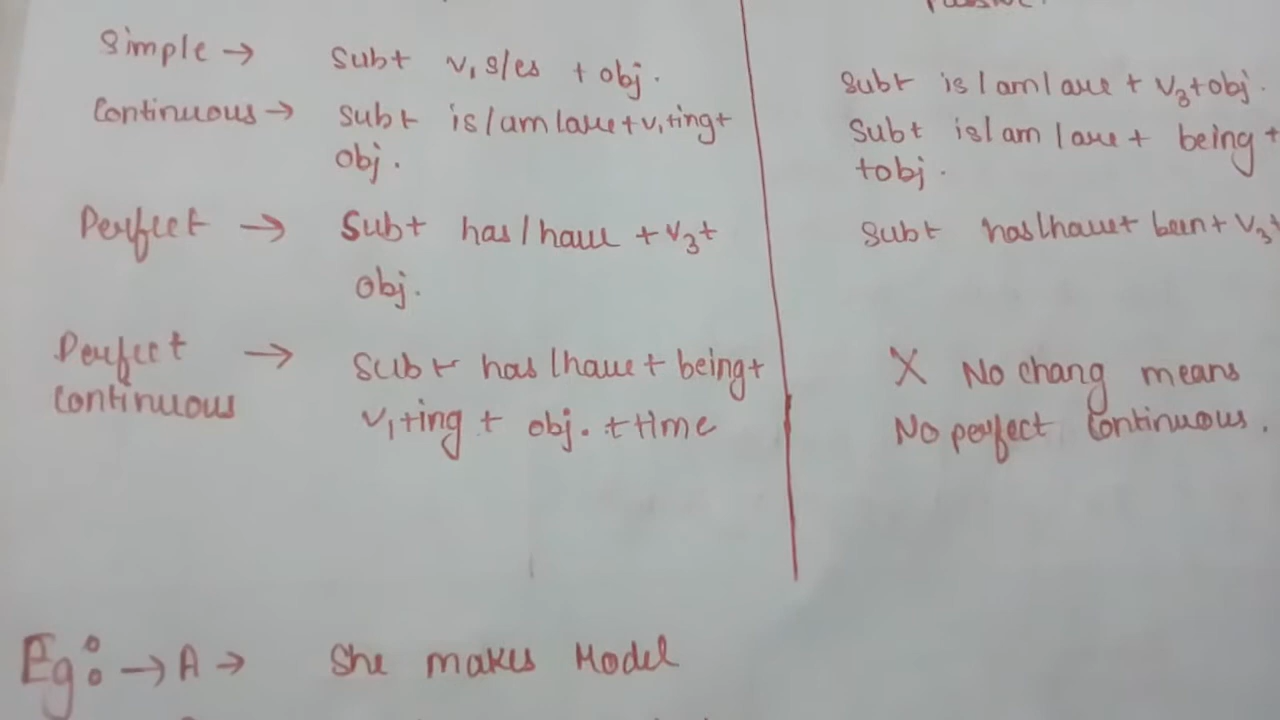 Passive.
Simple → Sub+ V₁ s/es + obj.
Sub+ is/am/are + V₃+obj.
Continuous → Sub+ is/am/are+V₁+ing+
obj.
Sub+ is/am/are + being +
+obj.
Perfect → Sub+ has/have + V₃+
obj.
Sub+ has/have+ been+ V₃+
Perfect → Sub+ has/have+ being+
continuous V₁+ing + obj. + time
X No chang means
No perfect Continuous.
Eg: → A → She makes Model